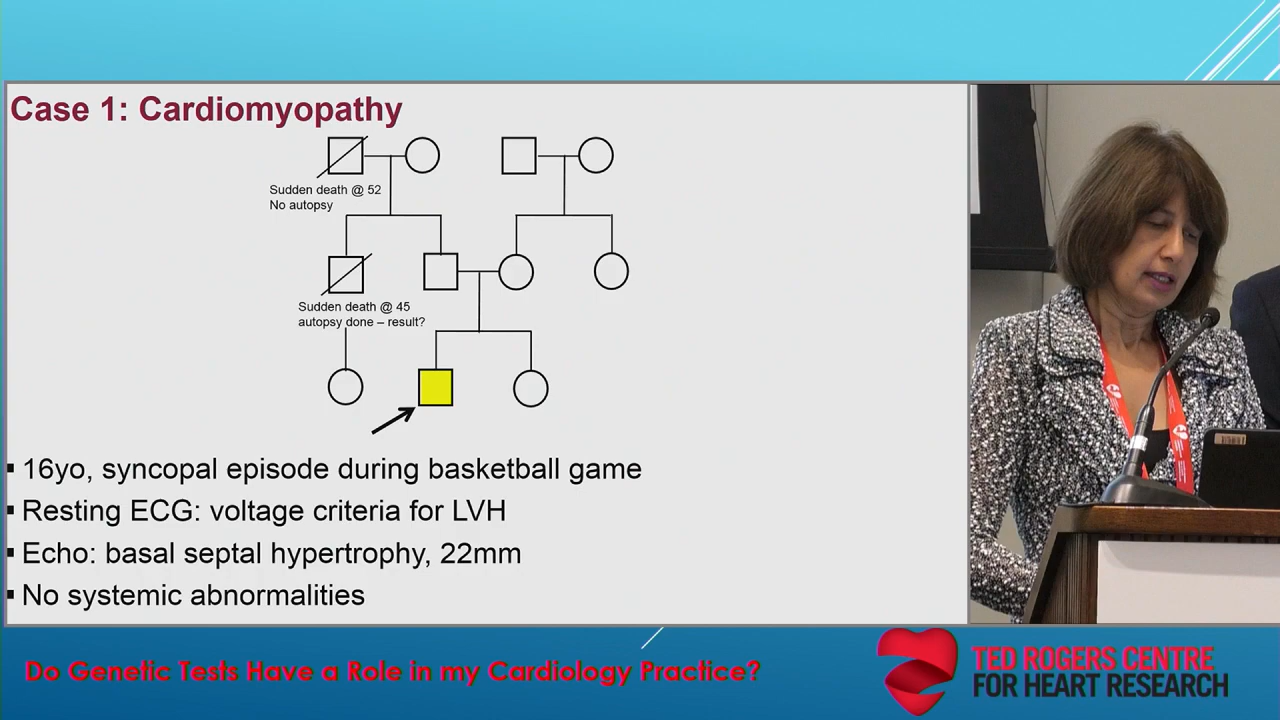 Case 1: Cardiomyopathy
Sudden death @ 52
No autopsy
Sudden death @ 45
autopsy done – result?
▪ 16yo, syncopal episode during basketball game
▪ Resting ECG: voltage criteria for LVH
▪ Echo: basal septal hypertrophy, 22mm
▪ No systemic abnormalities
Do Genetic Tests Have a Role in my Cardiology Practice?
TED ROGERS CENTRE
FOR HEART RESEARCH